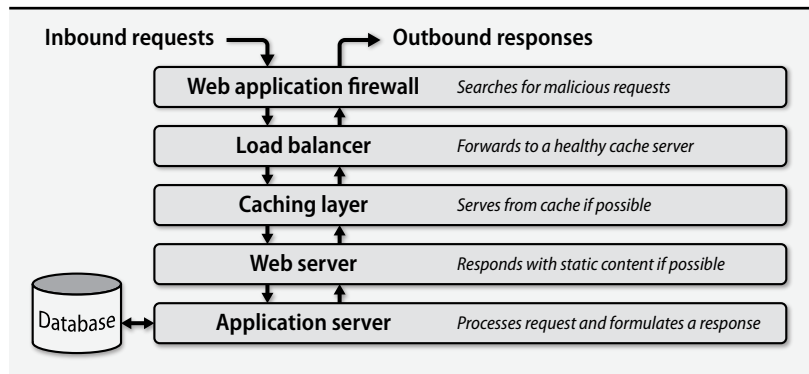 Inbound requests
Outbound responses
Web application firewall
Searches for malicious requests
Load balancer
Forwards to a healthy cache server
Caching layer
Serves from cache if possible
Web server
Responds with static content if possible
Database
Application server
Processes request and formulates a response